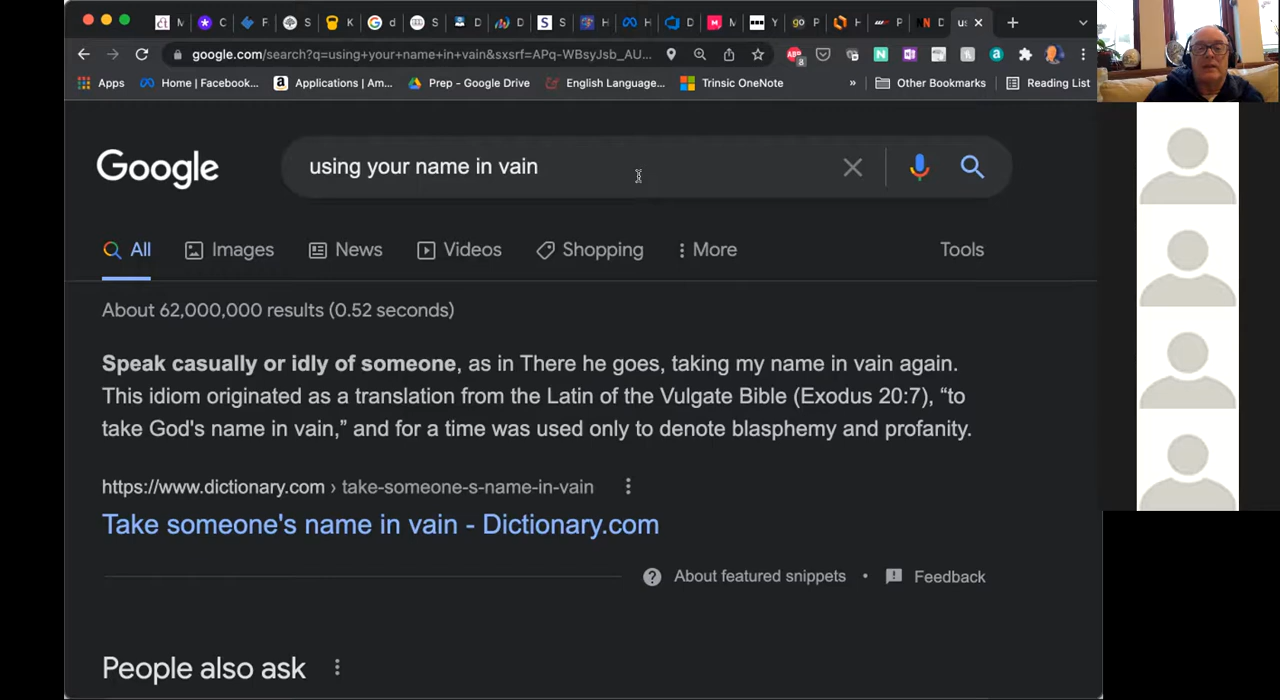 M C F S K G d S D D S S H H D M Y go P H P D us
google.com/search?q=using+your+name+in+vain&sxsrf=APq-WBsyJsb_AU...
8
Apps Home | Facebook... Applications | Am... Prep - Google Drive English Language... Trinsic OneNote » Other Bookmarks Reading List
Google using your name in vain
All Images News Videos Shopping More Tools
About 62,000,000 results (0.52 seconds)
Speak casually or idly of someone, as in There he goes, taking my name in vain again.
This idiom originated as a translation from the Latin of the Vulgate Bible (Exodus 20:7), “to
take God's name in vain,” and for a time was used only to denote blasphemy and profanity.
https://www.dictionary.com › take-someone-s-name-in-vain
Take someone's name in vain - Dictionary.com
About featured snippets • Feedback
People also ask